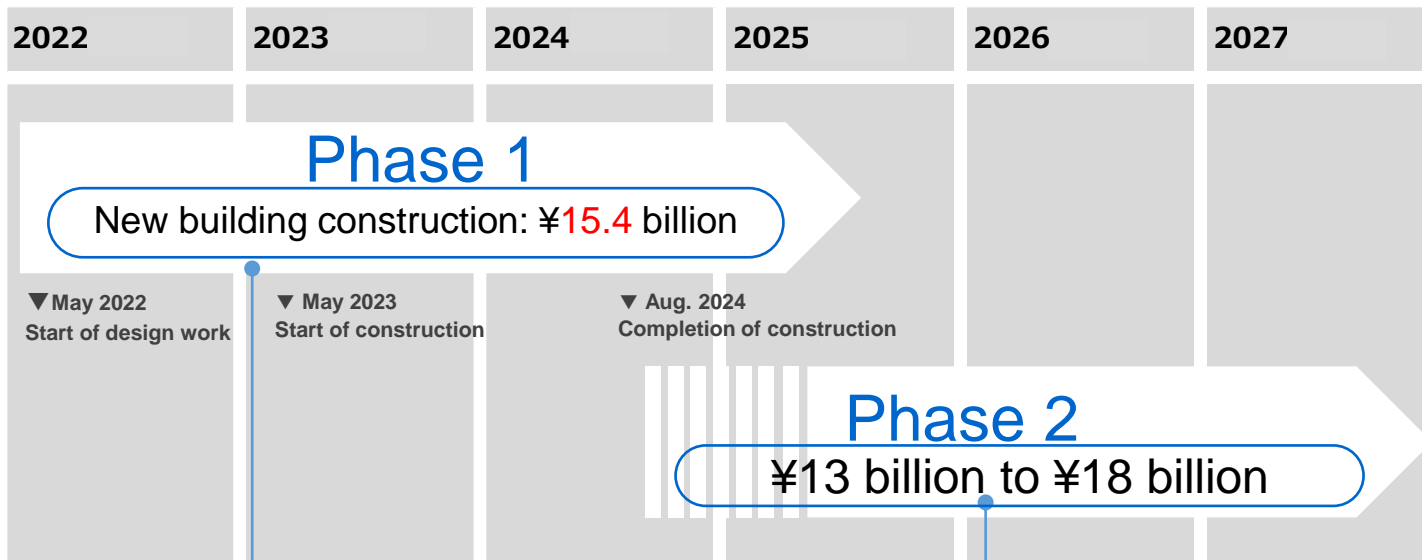 2022 2023 2024 2025 2026 2027
Phase 1
New building construction: ¥15.4 billion
▼May 2022
Start of design work
▼ May 2023
Start of construction
▼ Aug. 2024
Completion of construction
Phase 2
¥13 billion to ¥18 billion